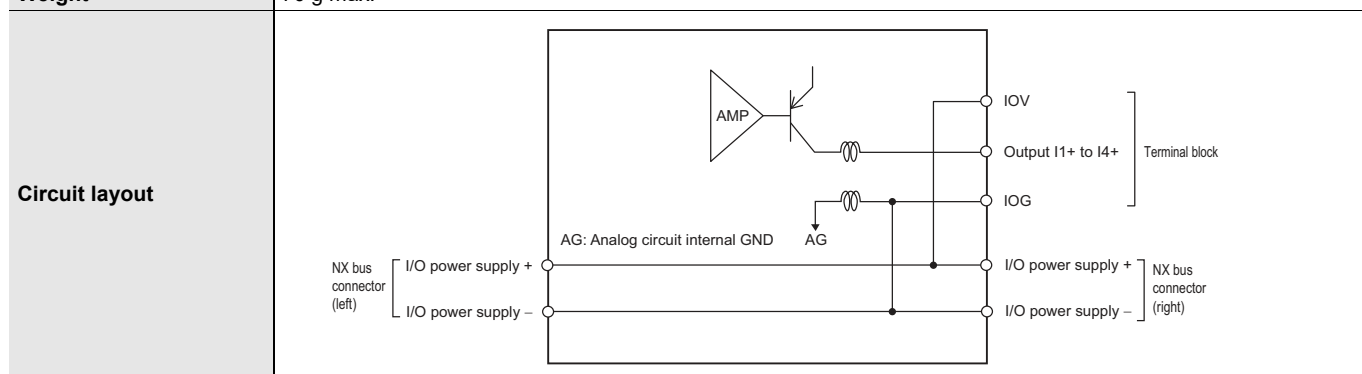 Circuit layout
AMP
IOV
Output I1+ to I4+
Terminal block
IOG
AG: Analog circuit internal GND
AG
NX bus
connector
(left)
I/O power supply +
I/O power supply –
I/O power supply +
I/O power supply –
NX bus
connector
(right)